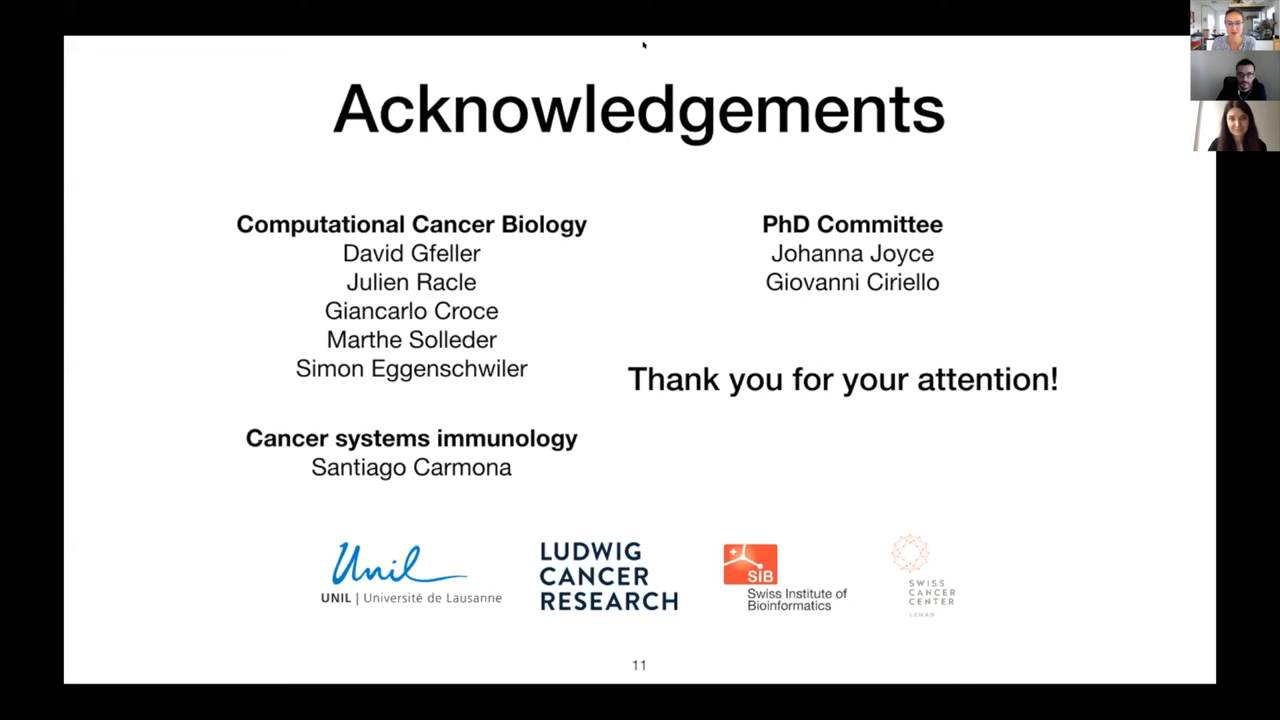 Acknowledgements
Computational Cancer Biology
David Gfeller
Julien Racle
Giancarlo Croce
Marthe Solleder
Simon Eggenschwiler
Cancer systems immunology
Santiago Carmona
PhD Committee
Johanna Joyce
Giovanni Ciriello
Thank you for your attention!
Unil
UNIL | Université de Lausanne
LUDWIG
CANCER
RESEARCH
SIB
Swiss Institute of
Bioinformatics
SWISS
CANCER
CENTER
LEMAN
11